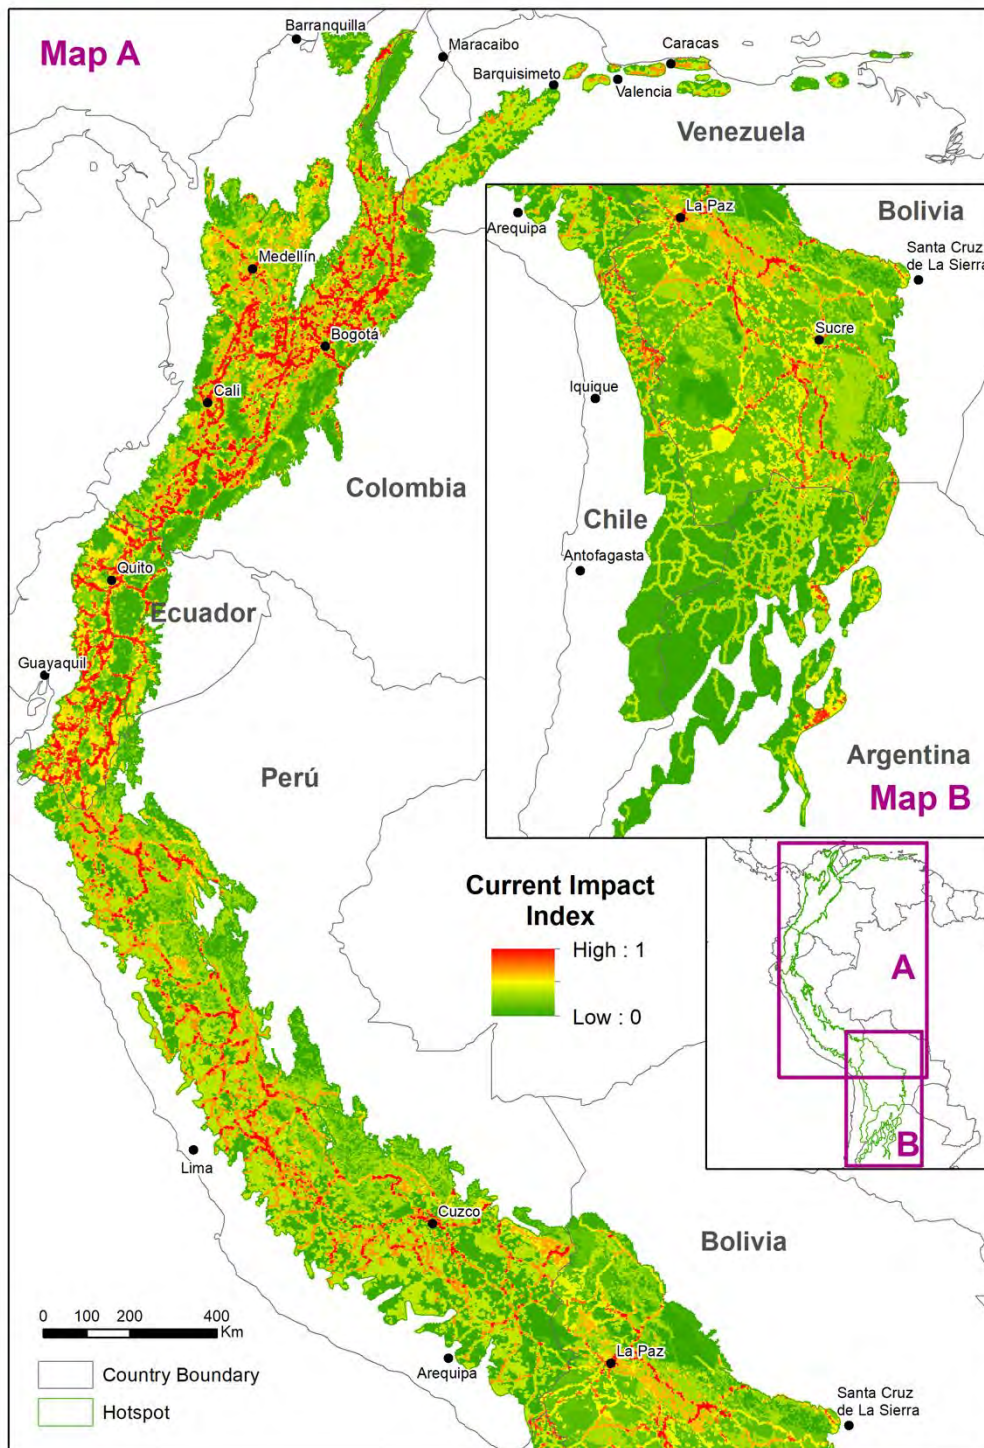 Map A
Barranquilla
Maracaibo
Caracas
Barquisimeto
Valencia
Venezuela
Medellín
Bogotá
Cali
Colombia
Quito
Ecuador
Guayaquil
Perú
La Paz
Bolivia
Arequipa
Santa Cruz
de La Sierra
Sucre
Iquique
Chile
Antofagasta
Argentina
Map B
Current Impact
Index
High : 1
Low : 0
A
B
Lima
Cuzco
Bolivia
La Paz
Arequipa
Santa Cruz
de La Sierra
0 100 200 400
Km
Country Boundary
Hotspot